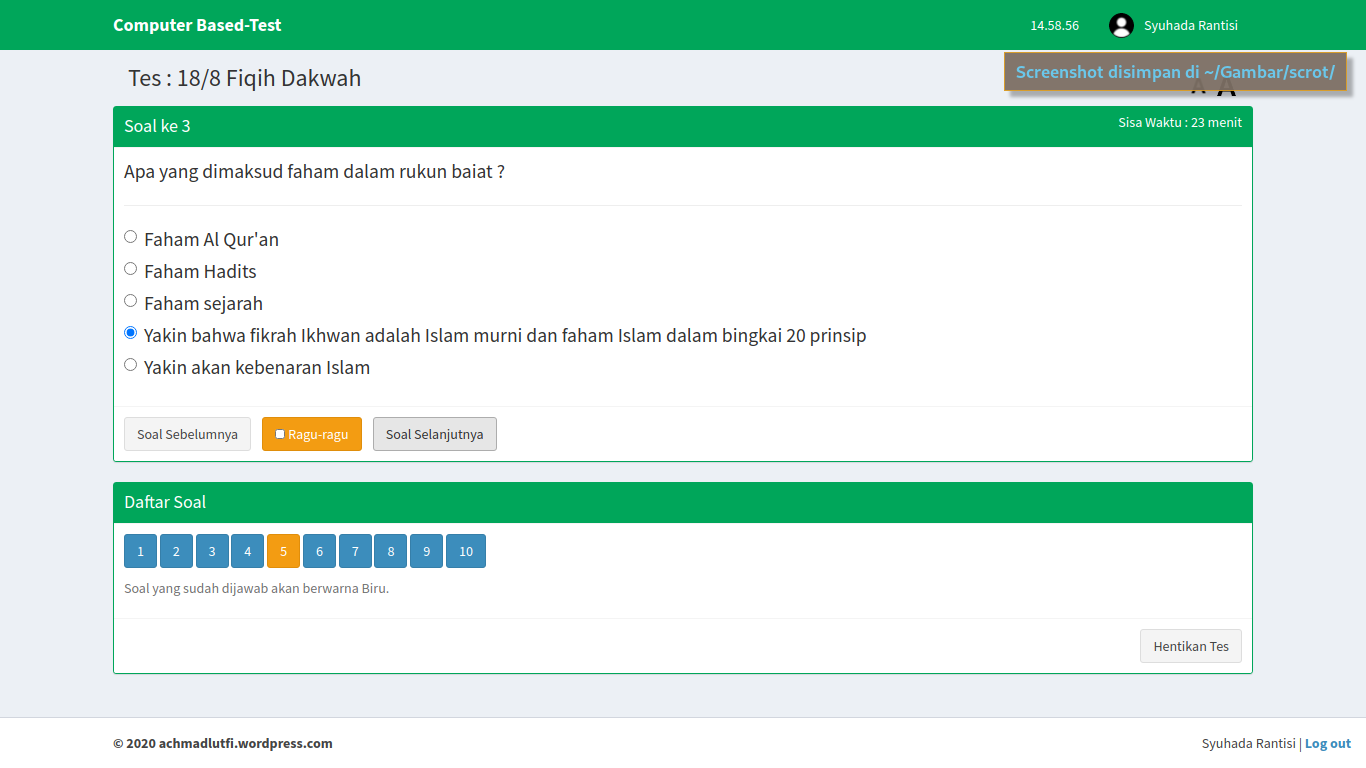 Computer Based-Test
14.58.56
Syuhada Rantisi
Tes : 18/8 Fiqih Dakwah
Screenshot disimpan di ~/Gambar/scrot/
A A
Soal ke 3
Sisa Waktu : 23 menit
Apa yang dimaksud faham dalam rukun baiat ?
Faham Al Qur'an
Faham Hadits
Faham sejarah
Yakin bahwa fikrah Ikhwan adalah Islam murni dan faham Islam dalam bingkai 20 prinsip
Yakin akan kebenaran Islam
Soal Sebelumnya
Ragu-ragu
Soal Selanjutnya
Daftar Soal
1 2 3 4 5 6 7 8 9 10
Soal yang sudah dijawab akan berwarna Biru.
Hentikan Tes
© 2020 achmadlutfi.wordpress.com
Syuhada Rantisi | Log out